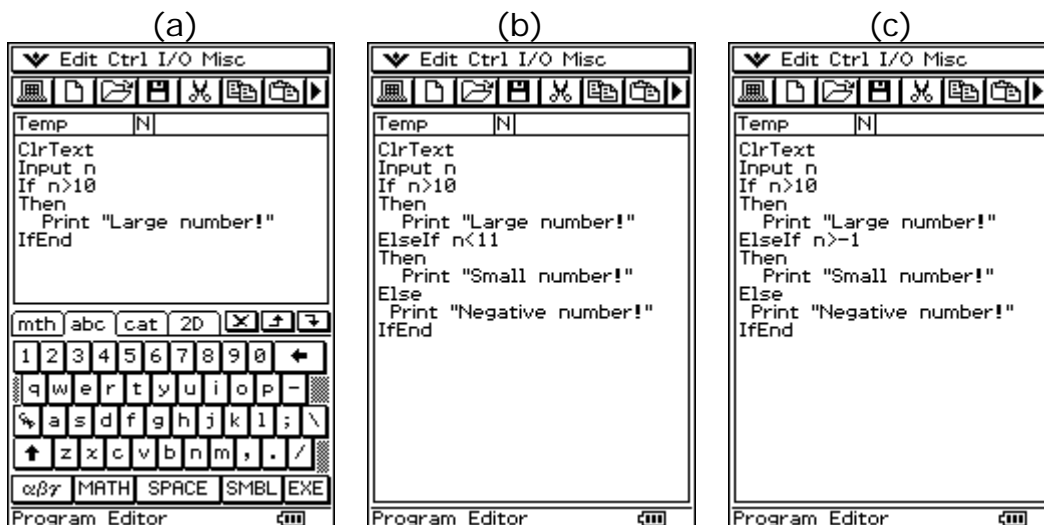 (a)
Edit Ctrl I/O Misc
Temp N
ClrText
Input n
If n>10
Then
Print "Large number!"
IfEnd
mth abc cat 2D
1 2 3 4 5 6 7 8 9 0
q w e r t y u i o p -
a s d f g h j k l ; \
z x c v b n m , . /
αβγ MATH SPACE SMBL EXE
Program Editor
(b)
Edit Ctrl I/O Misc
Temp N
ClrText
Input n
If n>10
Then
Print "Large number!"
ElseIf n<11
Then
Print "Small number!"
Else
Print "Negative number!"
IfEnd
Program Editor
(c)
Edit Ctrl I/O Misc
Temp N
ClrText
Input n
If n>10
Then
Print "Large number!"
ElseIf n>-1
Then
Print "Small number!"
Else
Print "Negative number!"
IfEnd
Program Editor